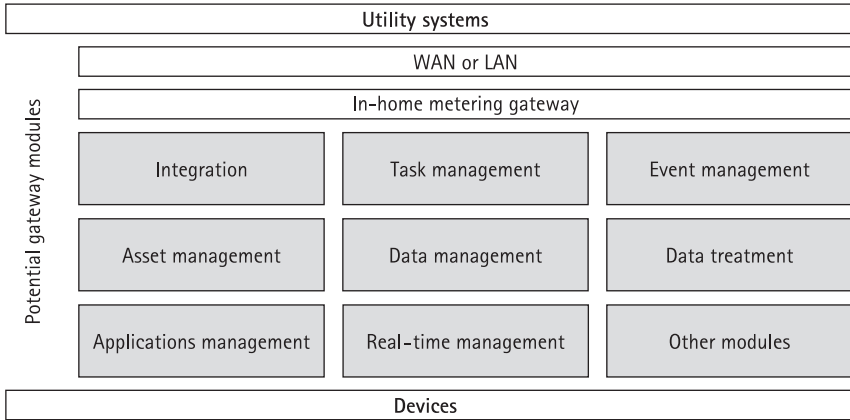 Utility systems
WAN or LAN
In-home metering gateway
Potential gateway modules
Integration
Task management
Event management
Asset management
Data management
Data treatment
Applications management
Real-time management
Other modules
Devices